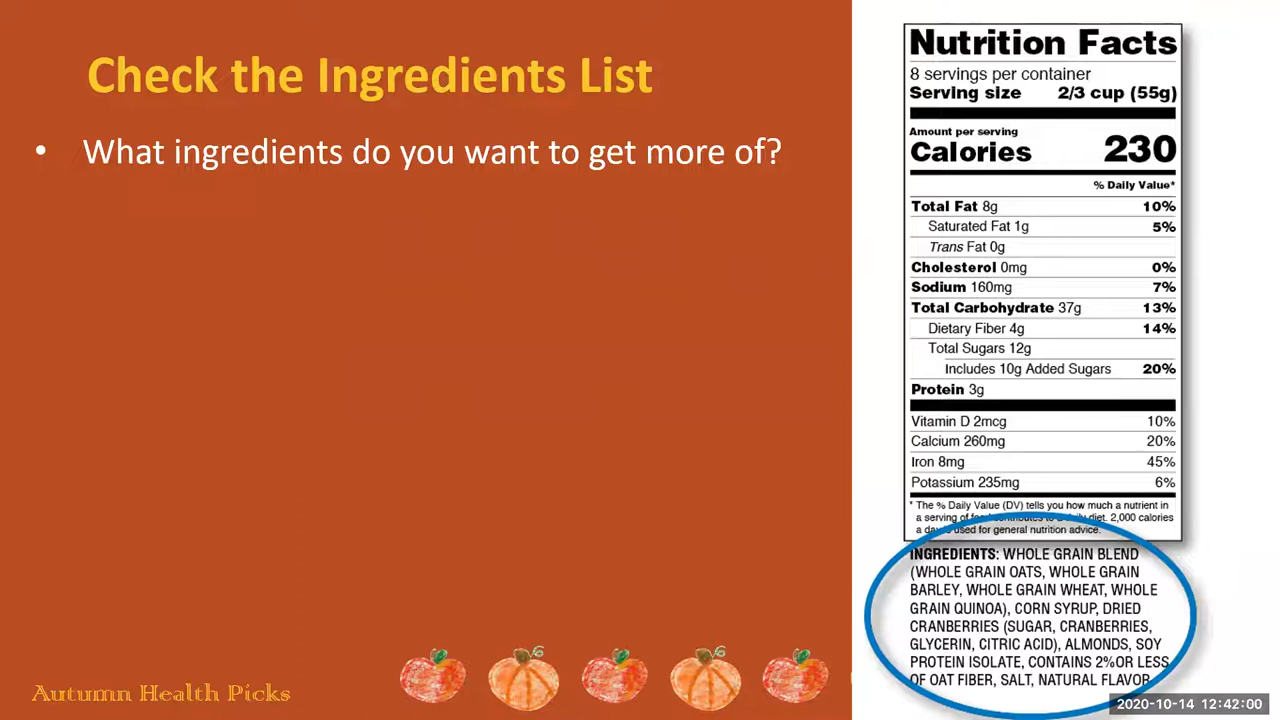 Check the Ingredients List
• What ingredients do you want to get more of?
Autumn Health Picks
Nutrition Facts
8 servings per container
Serving size 2/3 cup (55g)
Amount per serving
Calories 230
% Daily Value*
Total Fat 8g 10%
Saturated Fat 1g 5%
Trans Fat 0g
Cholesterol 0mg 0%
Sodium 160mg 7%
Total Carbohydrate 37g 13%
Dietary Fiber 4g 14%
Total Sugars 12g
Includes 10g Added Sugars 20%
Protein 3g
Vitamin D 2mcg 10%
Calcium 260mg 20%
Iron 8mg 45%
Potassium 235mg 6%
* The % Daily Value (DV) tells you how much a nutrient in
a serving of food contributes to a daily diet. 2,000 calories
a day is used for general nutrition advice.
INGREDIENTS: WHOLE GRAIN BLEND
(WHOLE GRAIN OATS, WHOLE GRAIN
BARLEY, WHOLE GRAIN WHEAT, WHOLE
GRAIN QUINOA), CORN SYRUP, DRIED
CRANBERRIES (SUGAR, CRANBERRIES,
GLYCERIN, CITRIC ACID), ALMONDS, SOY
PROTEIN ISOLATE, CONTAINS 2%OR LESS
OF OAT FIBER, SALT, NATURAL FLAVOR
2020-10-14 12:42:00